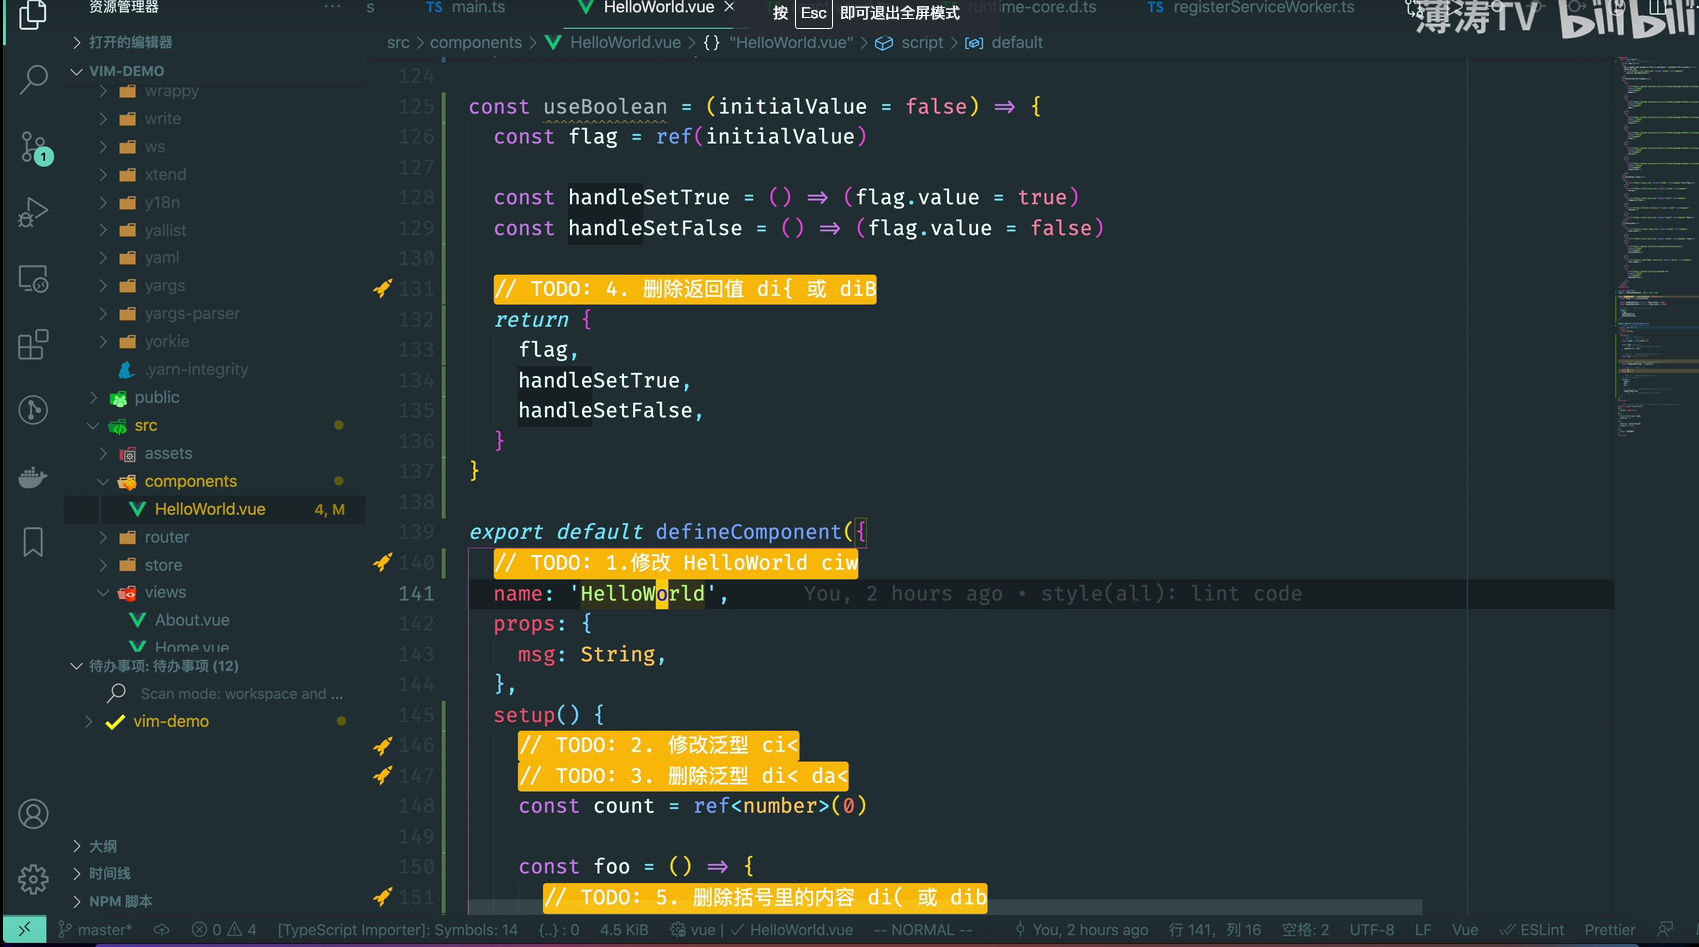 资源管理器
···
s
TS main.ts
HelloWorld.vue ×
按 Esc 即可退出全屏模式
untime-core.d.ts
TS registerServiceWorker.ts
薄涛TV bilibili
打开的编辑器
src > components > HelloWorld.vue > {} "HelloWorld.vue" > script > default
VIM-DEMO
wrappy
write
ws
xtend
y18n
yallist
yaml
yargs
yargs-parser
yorkie
.yarn-integrity
public
src
assets
components
HelloWorld.vue 4, M
router
store
views
About.vue
Home.vue
待办事项: 待办事项 (12)
Scan mode: workspace and ...
vim-demo
大纲
时间线
NPM 脚本
1
124
125 const useBoolean = (initialValue = false) ⇒ {
126 const flag = ref(initialValue)
127
128 const handleSetTrue = () ⇒ (flag.value = true)
129 const handleSetFalse = () ⇒ (flag.value = false)
130
131 // TODO: 4. 删除返回值 di{ 或 diB
132 return {
133 flag,
134 handleSetTrue,
135 handleSetFalse,
136 }
137 }
138
139 export default defineComponent({
140 // TODO: 1.修改 HelloWorld ciw
141 name: 'HelloWorld', You, 2 hours ago • style(all): lint code
142 props: {
143 msg: String,
144 },
145 setup() {
146 // TODO: 2. 修改泛型 ci<
147 // TODO: 3. 删除泛型 di< da<
148 const count = ref<number>(0)
149
150 const foo = () ⇒ {
151 // TODO: 5. 删除括号里的内容 di( 或 dib
master* 0 4 [TypeScript Importer]: Symbols: 14 {..} : 0 4.5 KiB vue | ✓ HelloWorld.vue -- NORMAL -- You, 2 hours ago 行 141，列 16 空格: 2 UTF-8 LF Vue ESLint Prettier